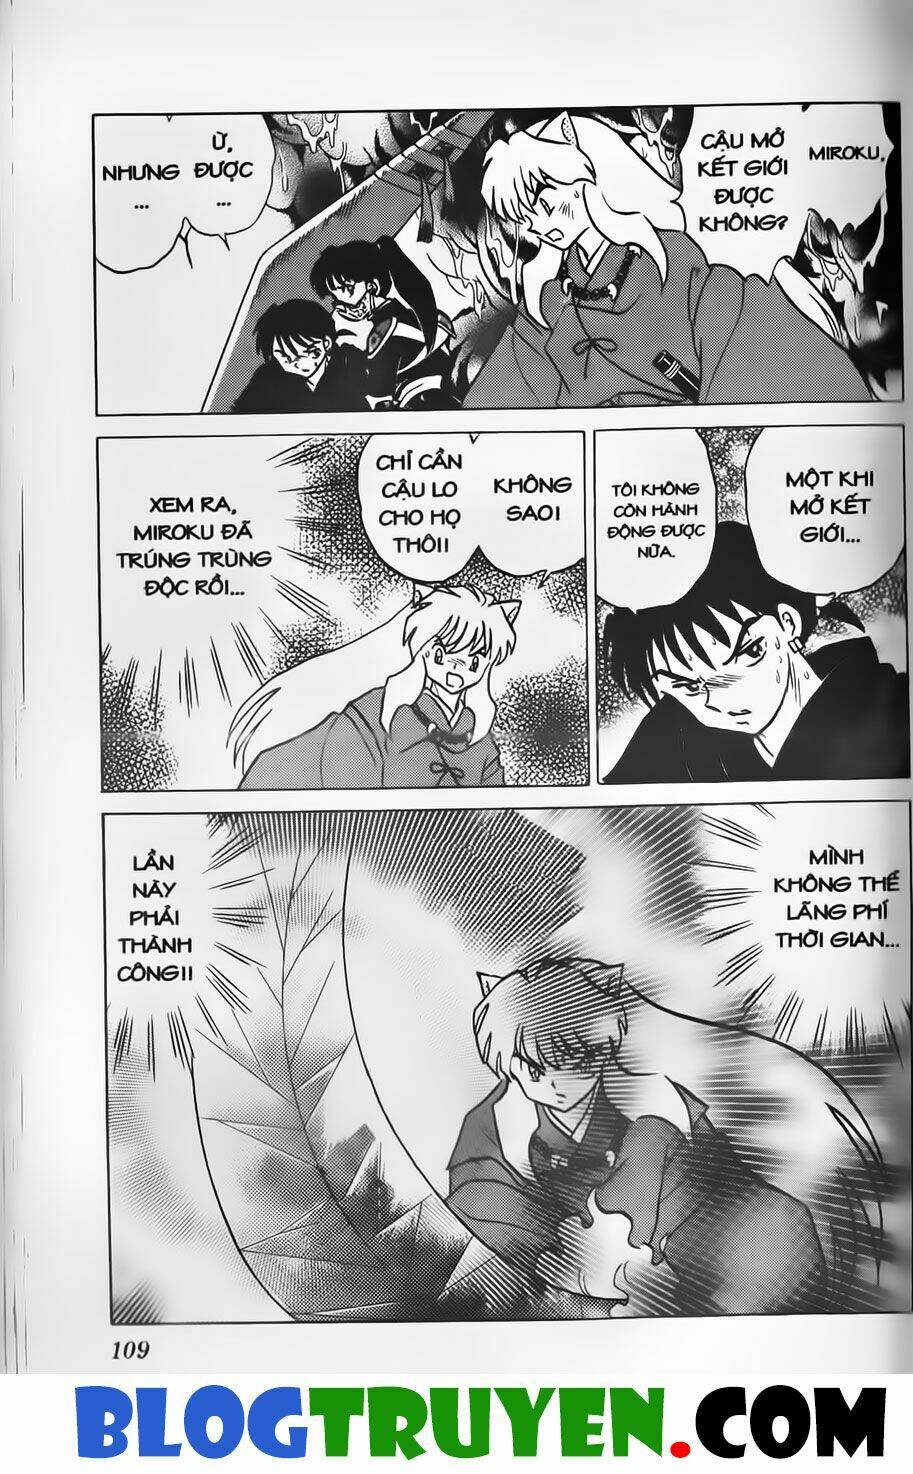 MIROKU,
CẬU MỞ
KẾT GIỚI
ĐƯỢC
KHÔNG?
Ừ,
ĐƯỢC
...
NHƯNG
...
MỘT KHI
MỞ KẾT
GIỚI...
TÔI KHÔNG
CÒN HÀNH
ĐỘNG ĐƯỢC
NỮA.
KHÔNG
SAO!
CHỈ CẦN
CẬU LO
CHO HỌ
THÔI!
XEM RA,
MIROKU ĐÃ
TRÚNG TRÙNG
ĐỘC RỒI...
MÌNH
KHÔNG THỂ
LÃNG PHÍ
THỜI GIAN...
LẦN
NÀY
PHẢI
THÀNH
CÔNG!!
109
BLOGTRUYEN.COM